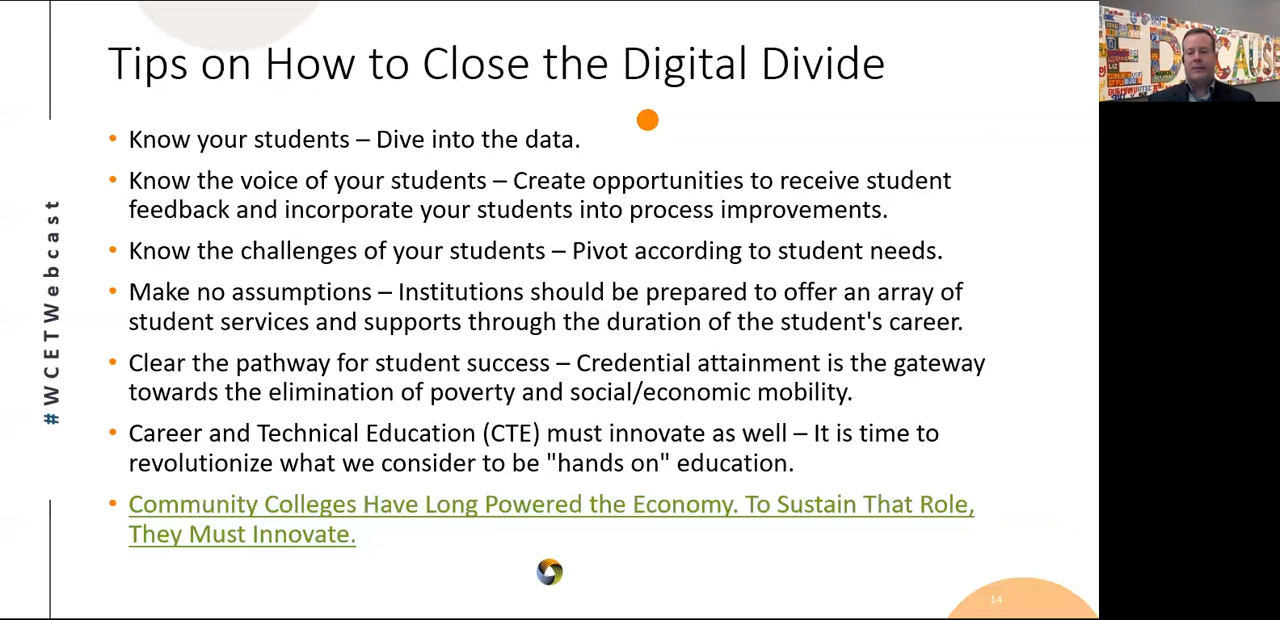 Tips on How to Close the Digital Divide
• Know your students – Dive into the data.
• Know the voice of your students – Create opportunities to receive student
feedback and incorporate your students into process improvements.
• Know the challenges of your students – Pivot according to student needs.
• Make no assumptions – Institutions should be prepared to offer an array of
student services and supports through the duration of the student's career.
• Clear the pathway for student success – Credential attainment is the gateway
towards the elimination of poverty and social/economic mobility.
• Career and Technical Education (CTE) must innovate as well – It is time to
revolutionize what we consider to be "hands on" education.
• Community Colleges Have Long Powered the Economy. To Sustain That Role,
They Must Innovate.
#WCETWebcast
14